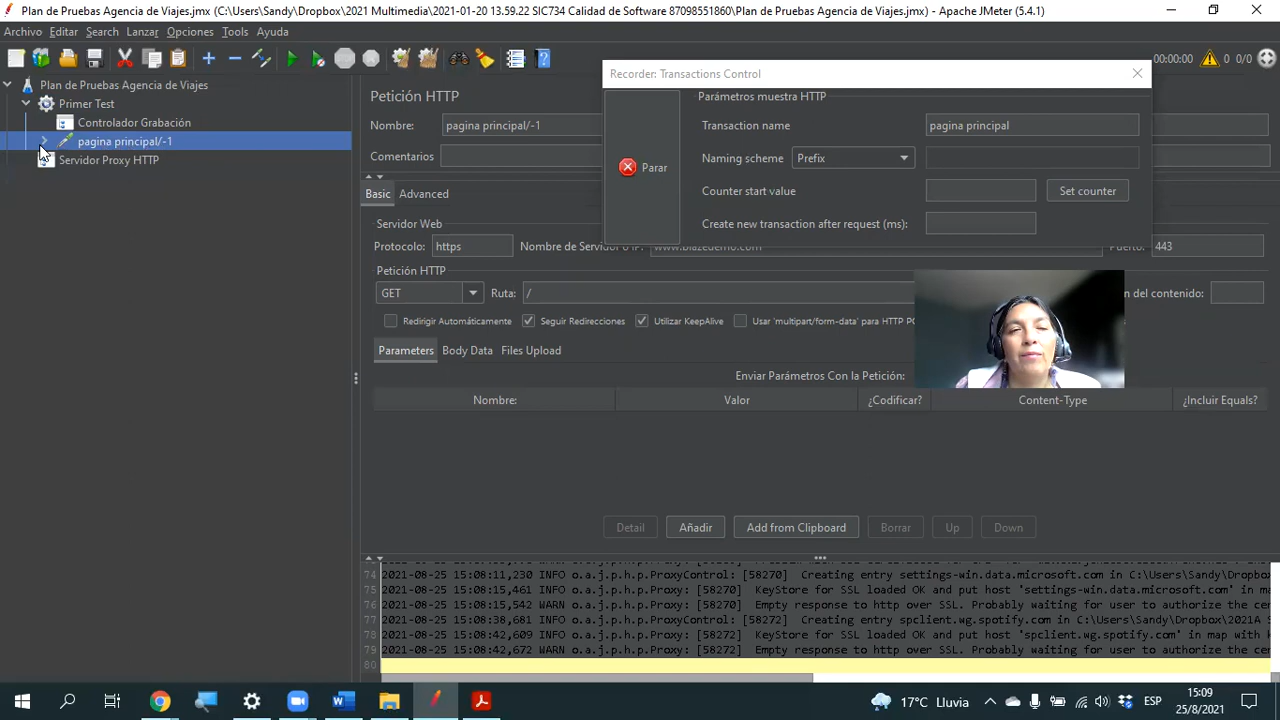 Plan de Pruebas Agencia de Viajes.jmx (C:\Users\Sandy\Dropbox\2021 Multimedia\2021-01-20 13.59.22 SIC734 Calidad de Software 87098551860\Plan de Pruebas Agencia de Viajes.jmx) - Apache JMeter (5.4.1)
Archivo Editar Search Lanzar Opciones Tools Ayuda
00:00:00 0 0/0
Plan de Pruebas Agencia de Viajes
Primer Test
Controlador Grabación
pagina principal/-1
Servidor Proxy HTTP
Petición HTTP
Nombre: pagina principal/-1
Comentarios
Recorder: Transactions Control
Parámetros muestra HTTP
Parar
Transaction name pagina principal
Naming scheme Prefix
Counter start value Set counter
Create new transaction after request (ms):
Basic Advanced
Servidor Web
Protocolo: https Nombre de Servidor o IP: www.blazedemo.com Puerto: 443
Petición HTTP
GET Ruta: / n del contenido:
Redirigir Automáticamente Seguir Redirecciones Utilizar KeepAlive Usar 'multipart/form-data' para HTTP PO
Parameters Body Data Files Upload
Enviar Parámetros Con la Petición:
Nombre: Valor ¿Codificar? Content-Type ¿Incluir Equals?
Detail Añadir Add from Clipboard Borrar Up Down
74 2021-08-25 15:08:11,230 INFO o.a.j.p.h.p.ProxyControl: [58270] Creating entry settings-win.data.microsoft.com in C:\Users\Sandy\Dropbox
75 2021-08-25 15:08:15,461 INFO o.a.j.p.h.p.Proxy: [58270] KeyStore for SSL loaded OK and put host 'settings-win.data.microsoft.com' in ma
76 2021-08-25 15:08:15,542 WARN o.a.j.p.h.p.Proxy: [58270] Empty response to http over SSL. Probably waiting for user to authorize the cer
77 2021-08-25 15:08:38,681 INFO o.a.j.p.h.p.ProxyControl: [58272] Creating entry spclient.wg.spotify.com in C:\Users\Sandy\Dropbox\2021A S
78 2021-08-25 15:08:42,609 INFO o.a.j.p.h.p.Proxy: [58272] KeyStore for SSL loaded OK and put host 'spclient.wg.spotify.com' in map with k
79 2021-08-25 15:08:42,672 WARN o.a.j.p.h.p.Proxy: [58272] Empty response to http over SSL. Probably waiting for user to authorize the cer
80
17°C Lluvia ESP 15:09
25/8/2021